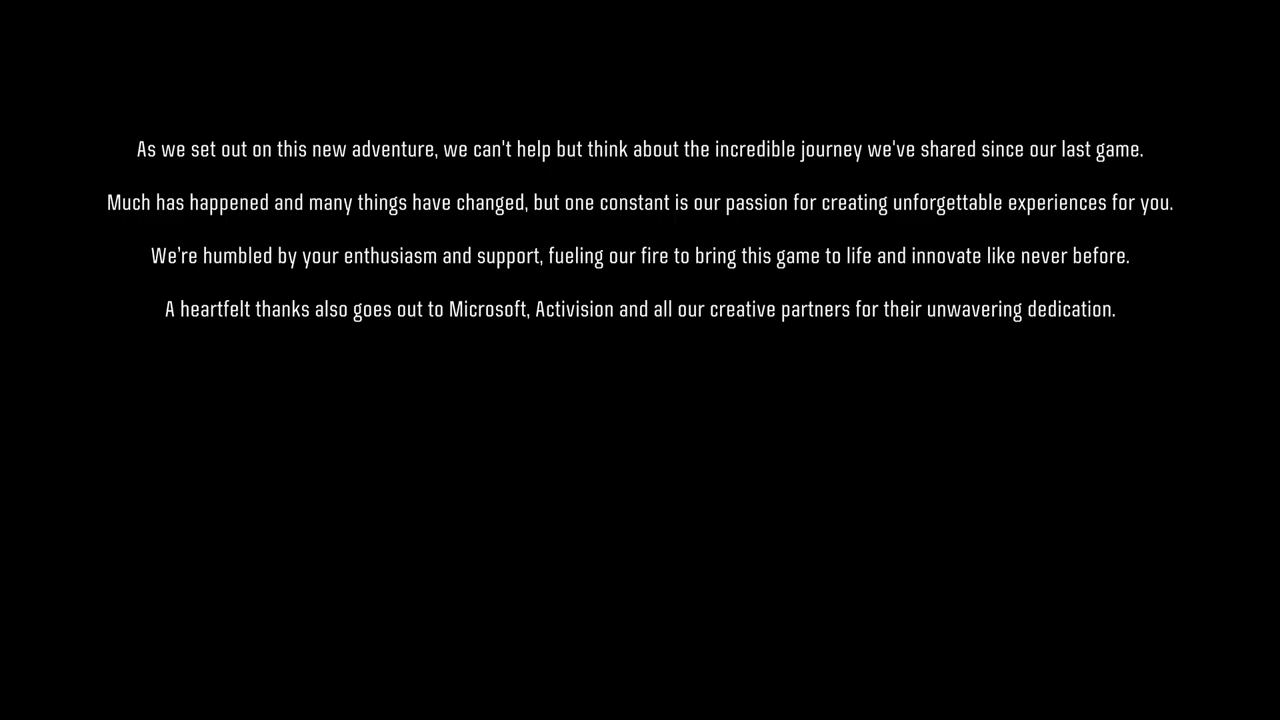 As we set out on this new adventure, we can't help but think about the incredible journey we've shared since our last game.
Much has happened and many things have changed, but one constant is our passion for creating unforgettable experiences for you.
We're humbled by your enthusiasm and support, fueling our fire to bring this game to life and innovate like never before.
A heartfelt thanks also goes out to Microsoft, Activision and all our creative partners for their unwavering dedication.